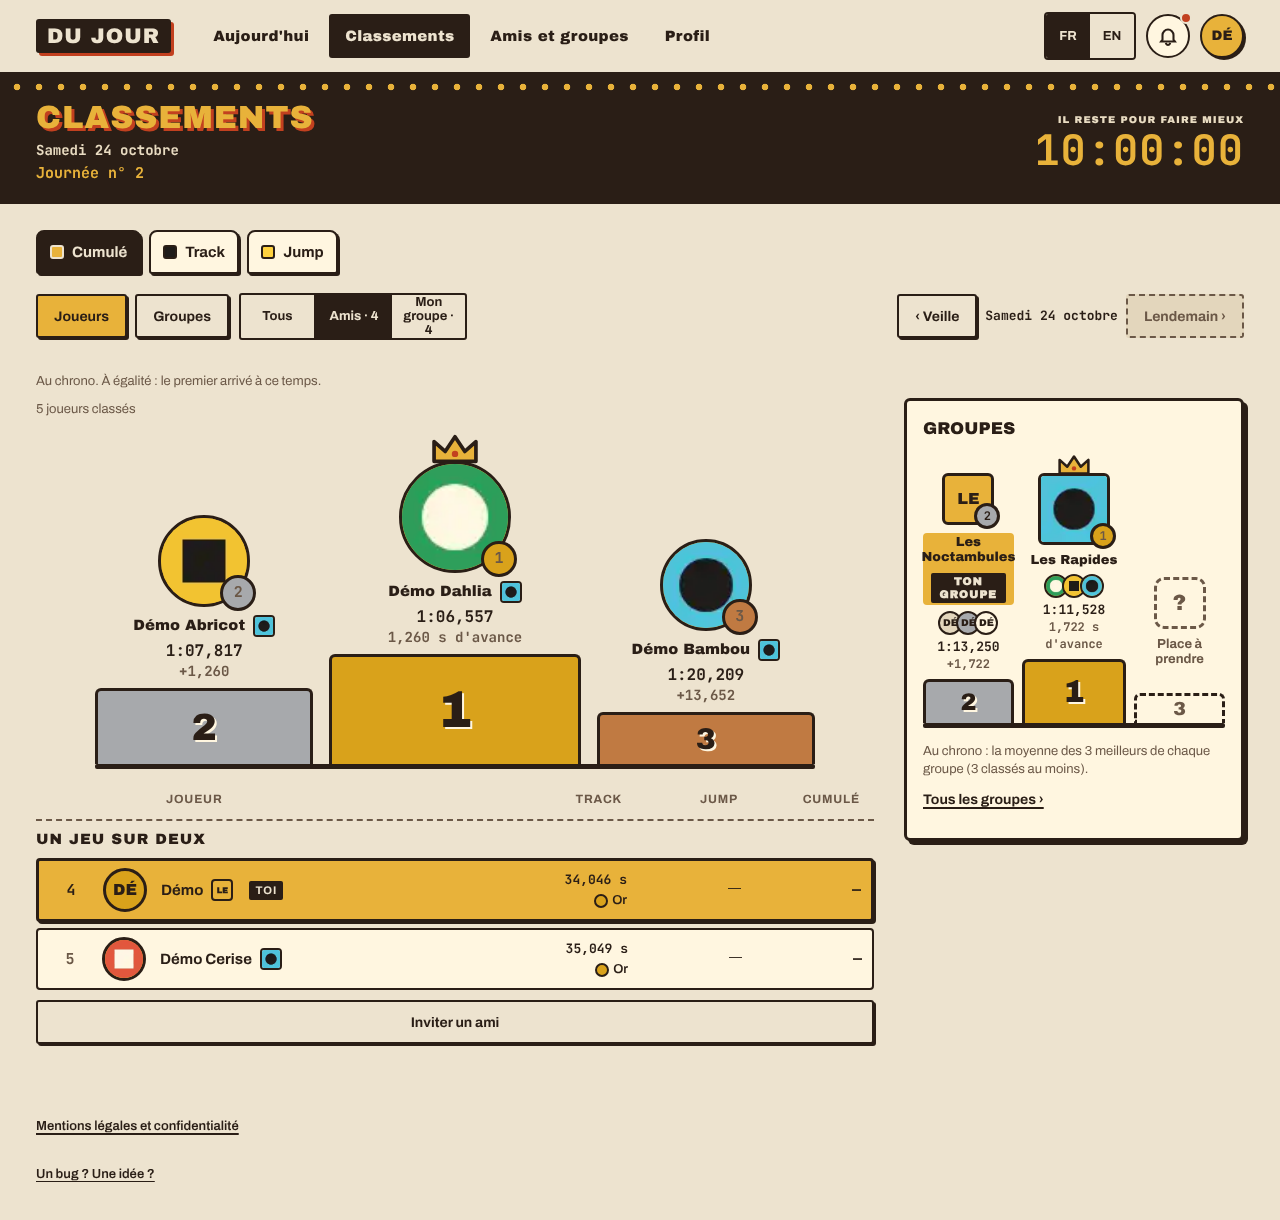 DU JOUR
Aujourd'hui
Classements
Amis et groupes
Profil
FR
EN
DÉ
CLASSEMENTS
Samedi 24 octobre
Journée n° 2
IL RESTE POUR FAIRE MIEUX
10:00:00
Cumulé
Track
Jump
Joueurs
Groupes
Tous
Amis · 4
Mon
groupe ·
4
‹ Veille
Samedi 24 octobre
Lendemain ›
Au chrono. À égalité : le premier arrivé à ce temps.
5 joueurs classés
2
Démo Abricot
1:07,817
+1,260
2
1
Démo Dahlia
1:06,557
1,260 s d'avance
1
3
Démo Bambou
1:20,209
+13,652
3
GROUPES
LE
2
Les
Noctambules
TON
GROUPE
DÉ DÉ DÉ
1:13,250
+1,722
2
1
Les Rapides
1:11,528
1,722 s
d'avance
1
?
Place à
prendre
3
Au chrono : la moyenne des 3 meilleurs de chaque
groupe (3 classés au moins).
Tous les groupes ›
JOUEUR
TRACK
JUMP
CUMULÉ
UN JEU SUR DEUX
4
DÉ
Démo
LE
TOI
34,046 s
Or
—
–
5
Démo Cerise
35,049 s
Or
—
–
Inviter un ami
Mentions légales et confidentialité
Un bug ? Une idée ?